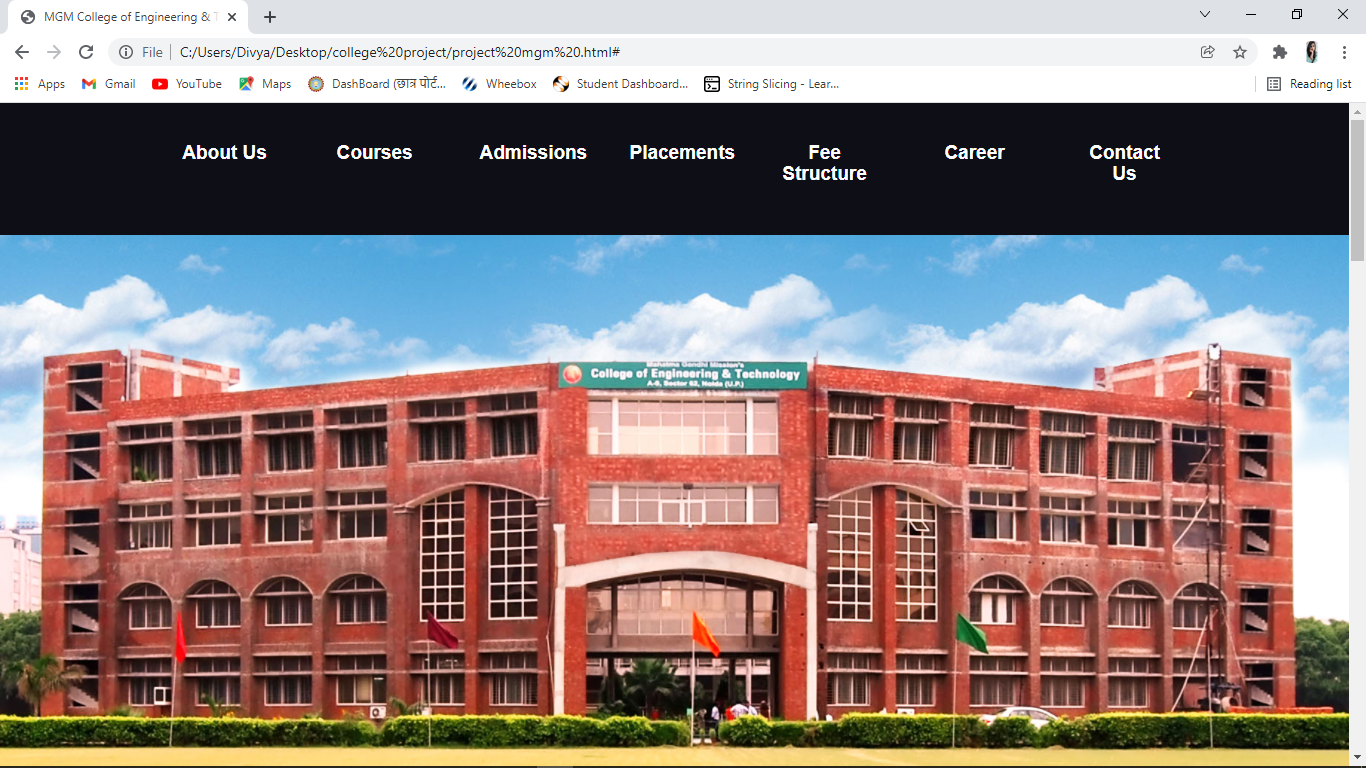 MGM College of Engineering & T
File
C:/Users/Divya/Desktop/college%20project/project%20mgm%20.html#
Apps
Gmail
YouTube
Maps
DashBoard (छात्र पोर्ट...
Wheebox
Student Dashboard...
String Slicing - Lear...
Reading list
About Us
Courses
Admissions
Placements
Fee
Structure
Career
Contact
Us
Mahatma Gandhi Mission's
College of Engineering & Technology
A-9, Sector 62, Noida (U.P.)